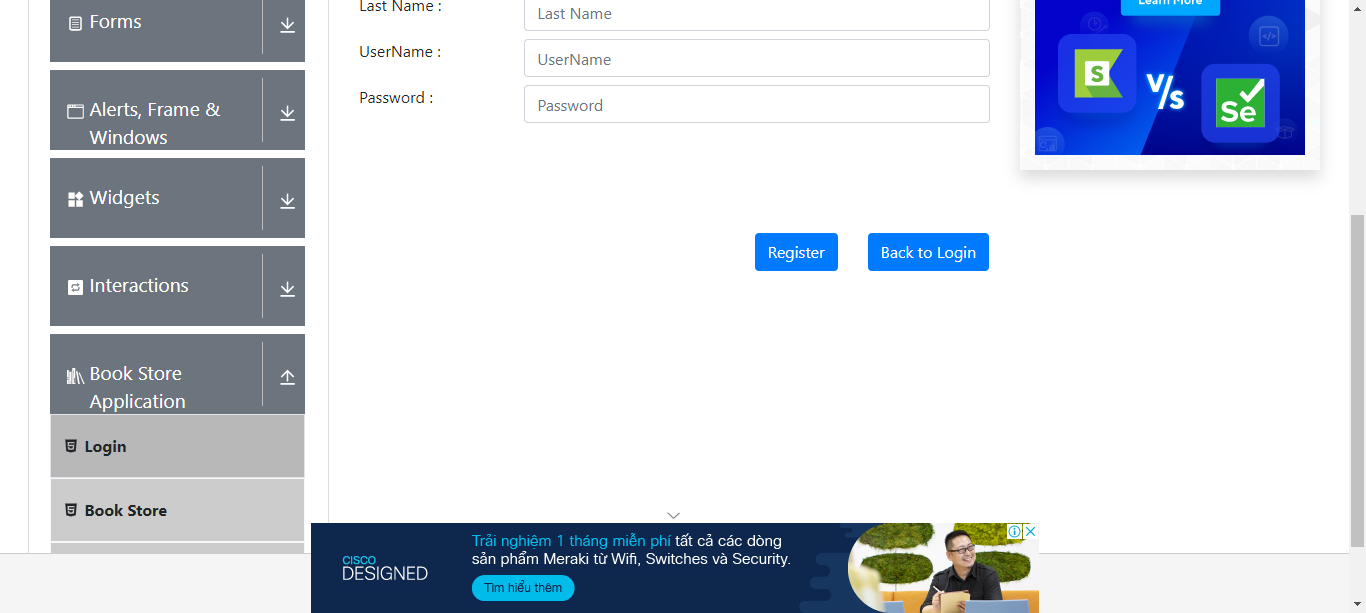 Forms
Alerts, Frame &
Windows
Widgets
Interactions
Book Store
Application
Login
Book Store
Last Name :
Last Name
UserName :
UserName
Password :
Password
Register
Back to Login
Learn More
S
V/s
Se
CISCO
DESIGNED
Trải nghiệm 1 tháng miễn phí tất cả các dòng
sản phẩm Meraki từ Wifi, Switches và Security.
Tìm hiểu thêm